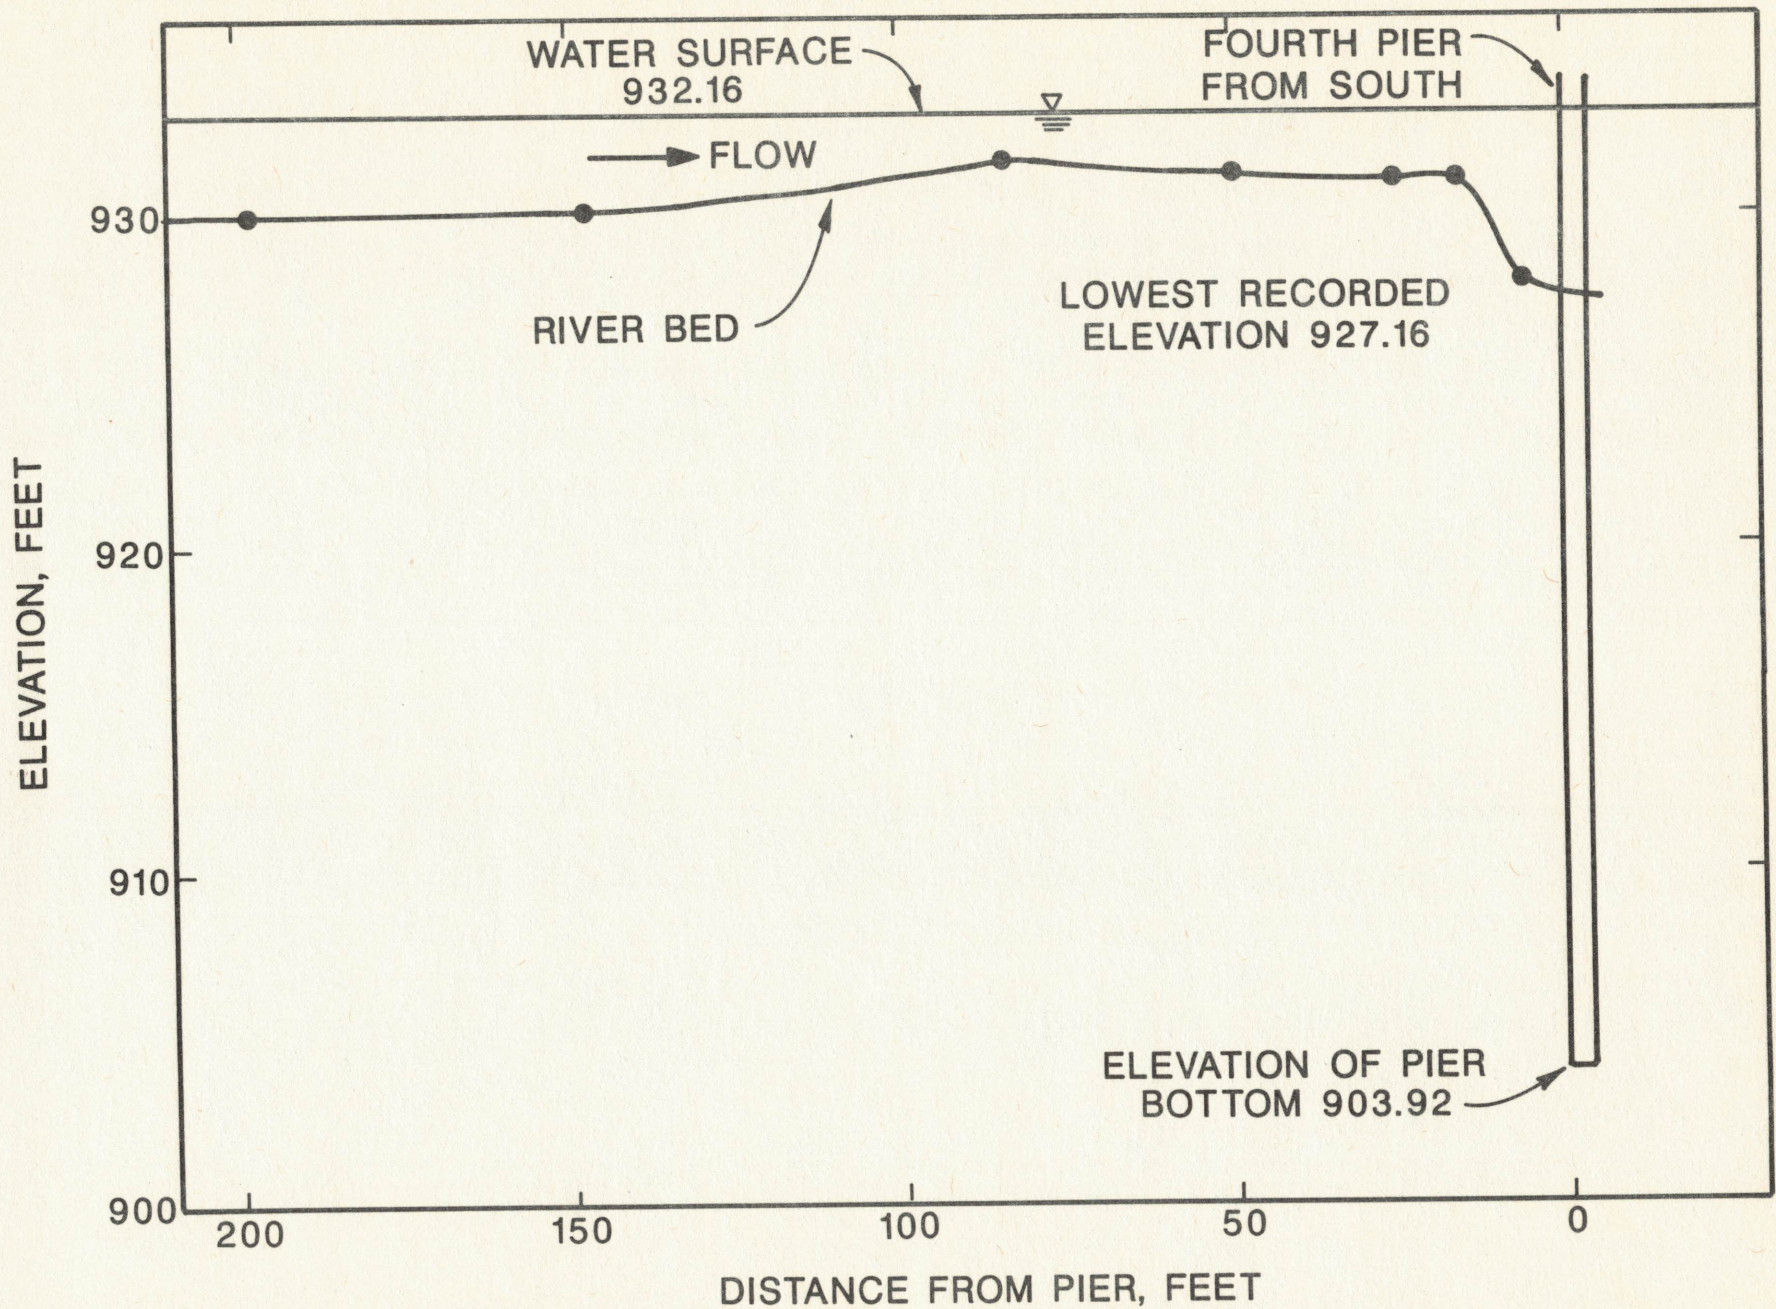 WATER SURFACE
932.16
FOURTH PIER
FROM SOUTH
FLOW
930
RIVER BED
LOWEST RECORDED
ELEVATION 927.16
920
ELEVATION, FEET
910
ELEVATION OF PIER
BOTTOM 903.92
900
200 150 100 50 0
DISTANCE FROM PIER, FEET